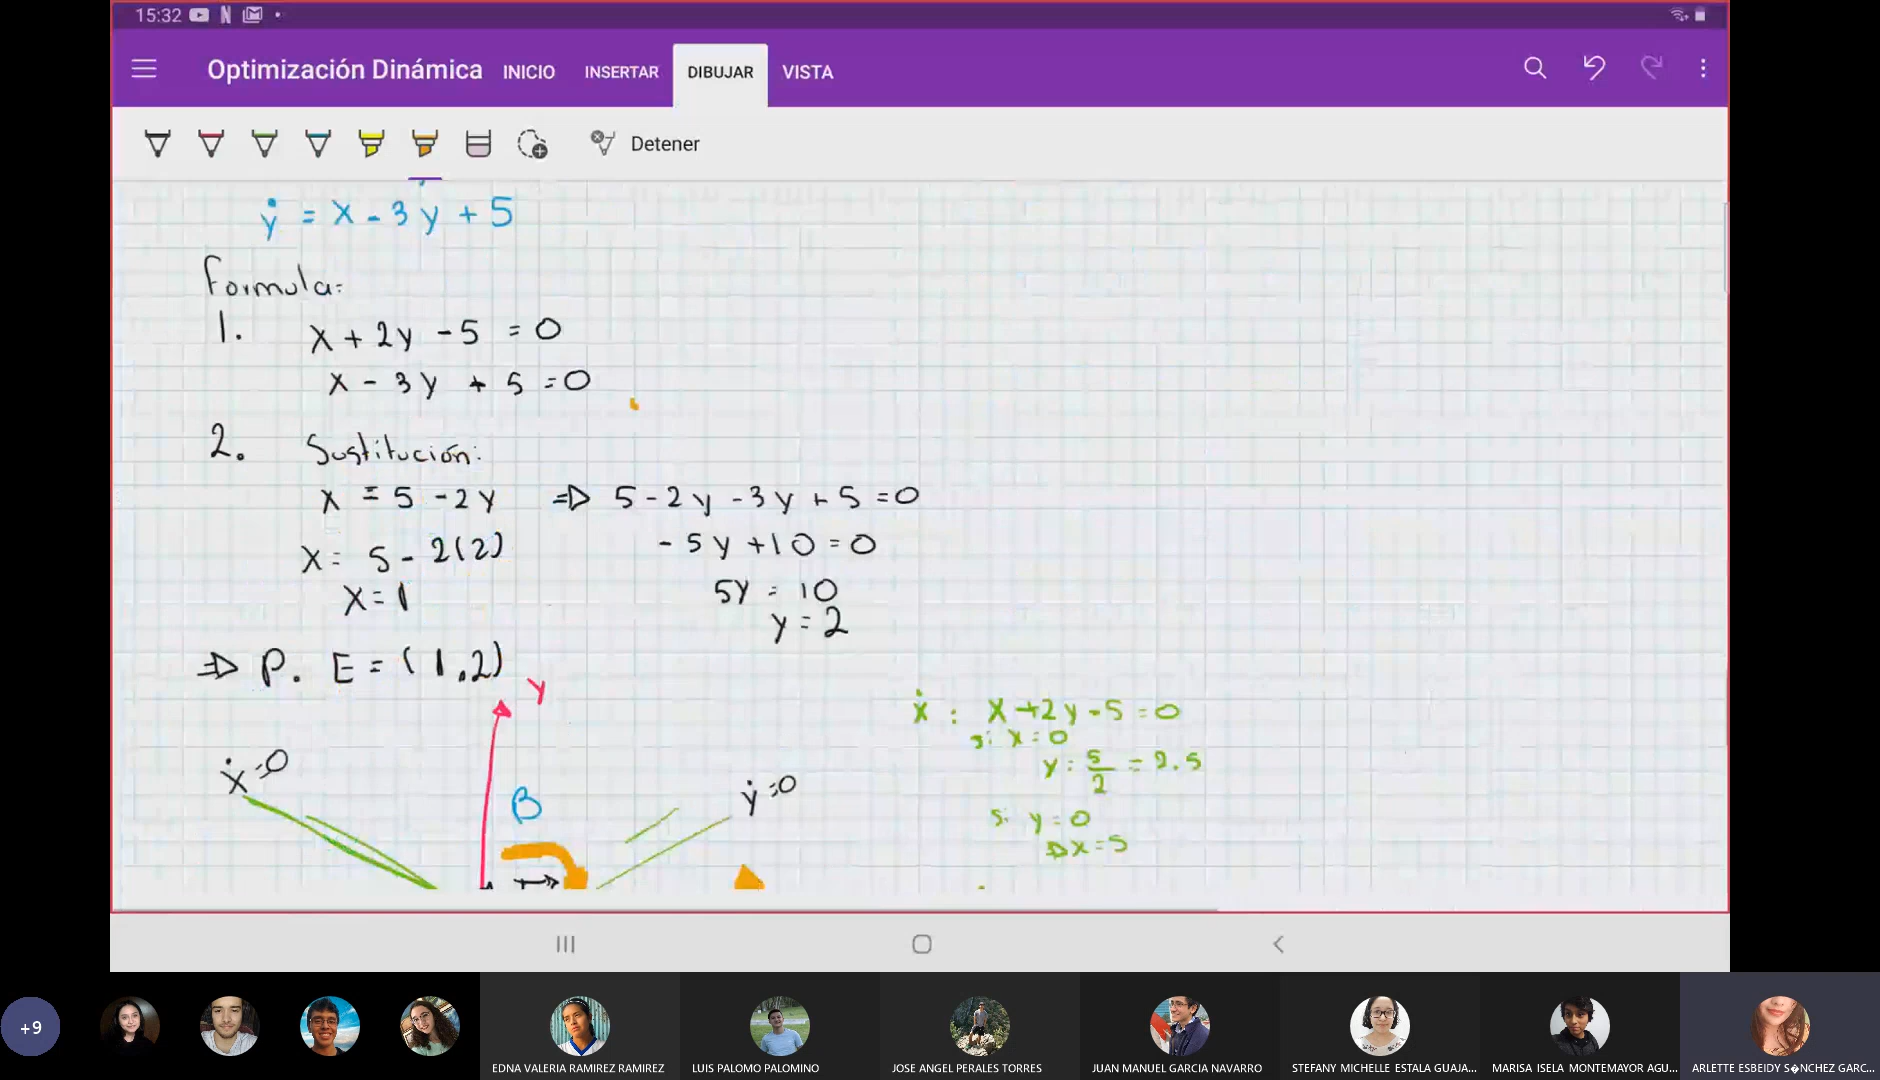 15:32
Optimización Dinámica INICIO INSERTAR DIBUJAR VISTA
Detener
ẏ = x - 3y + 5
Formula:
1. x + 2y - 5 = 0
x - 3y + 5 = 0
2. Sustitución:
x = 5 - 2y ⇒ 5 - 2y - 3y + 5 = 0
x = 5 - 2(2) - 5y + 10 = 0
x = 1 5y = 10
y = 2
⇒ P. E = (1,2)
y
ẋ : x + 2y - 5 = 0
si x = 0
y = 5/2 = 2.5
ẋ=0
ẏ=0
B
si y = 0
⇒ x = 5
+9
EDNA VALERIA RAMIREZ RAMIREZ
LUIS PALOMO PALOMINO
JOSE ANGEL PERALES TORRES
JUAN MANUEL GARCIA NAVARRO
STEFANY MICHELLE ESTALA GUAJA...
MARISA ISELA MONTEMAYOR AGU...
ARLETTE ESBEIDY S�NCHEZ GARC...